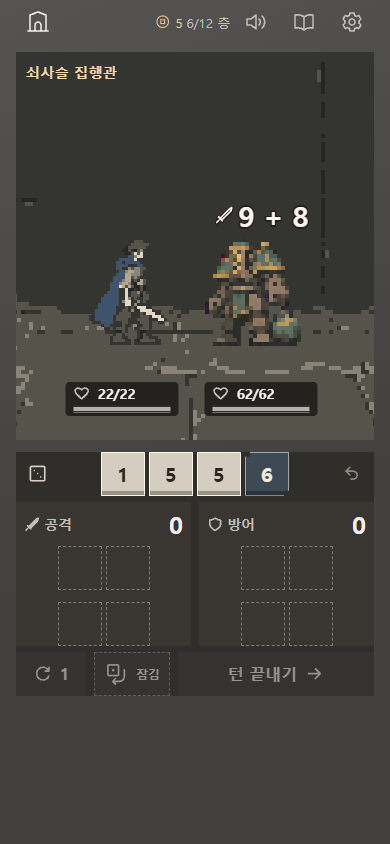 5 6/12 층
쇠사슬 집행관
9 + 8
22/22 62/62
1 5 5 6
공격 0 방어 0
1 잠김 턴 끝내기 →